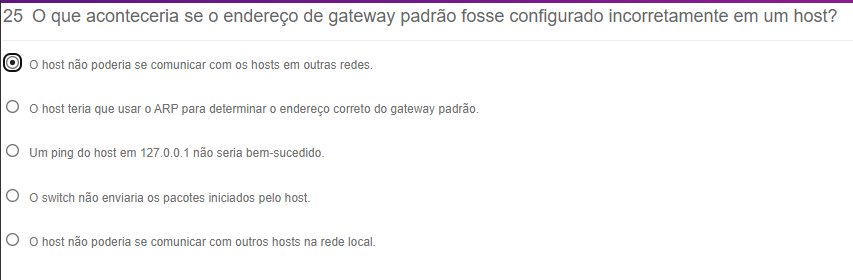 25 O que aconteceria se o endereço de gateway padrão fosse configurado incorretamente em um host?
O host não poderia se comunicar com os hosts em outras redes.
O host teria que usar o ARP para determinar o endereço correto do gateway padrão.
Um ping do host em 127.0.0.1 não seria bem-sucedido.
O switch não enviaria os pacotes iniciados pelo host.
O host não poderia se comunicar com outros hosts na rede local.